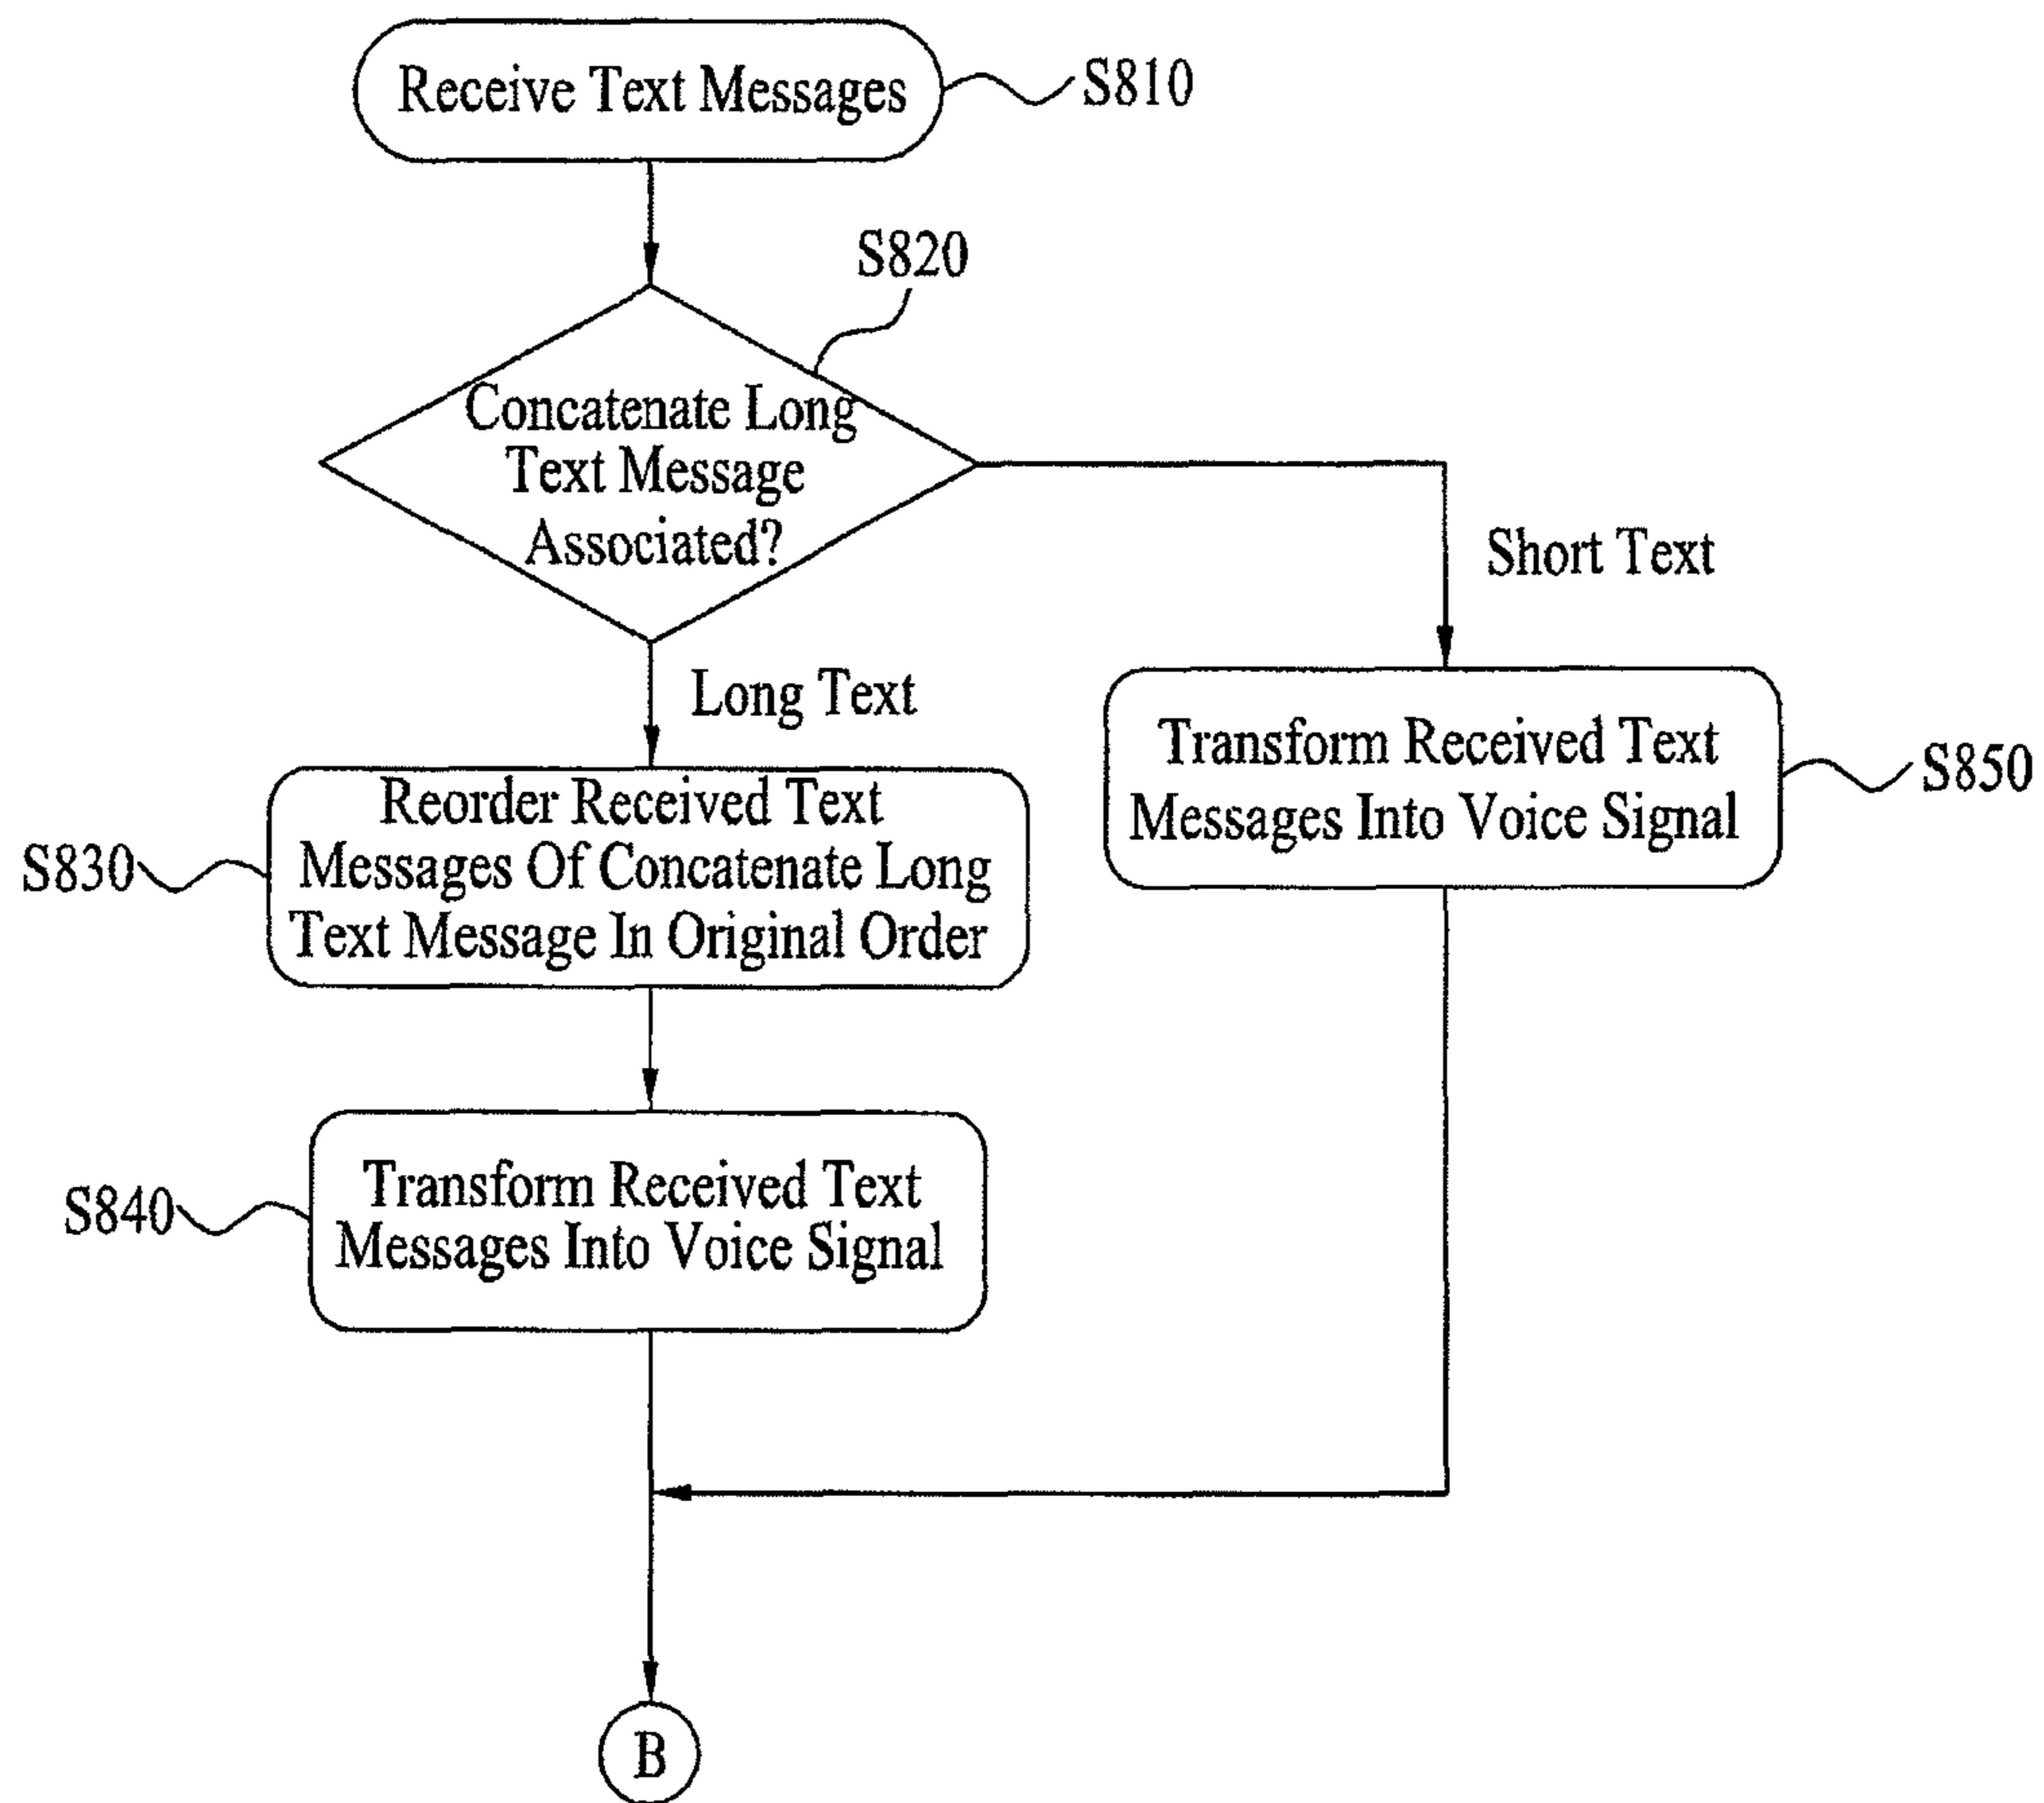 Receive Text Messages
S810
S820
Concatenate Long
Text Message
Associated?
Short Text
Long Text
Transform Received Text
Messages Into Voice Signal
S850
Reorder Received Text
Messages Of Concatenate Long
Text Message In Original Order
S830
Transform Received Text
Messages Into Voice Signal
S840
B